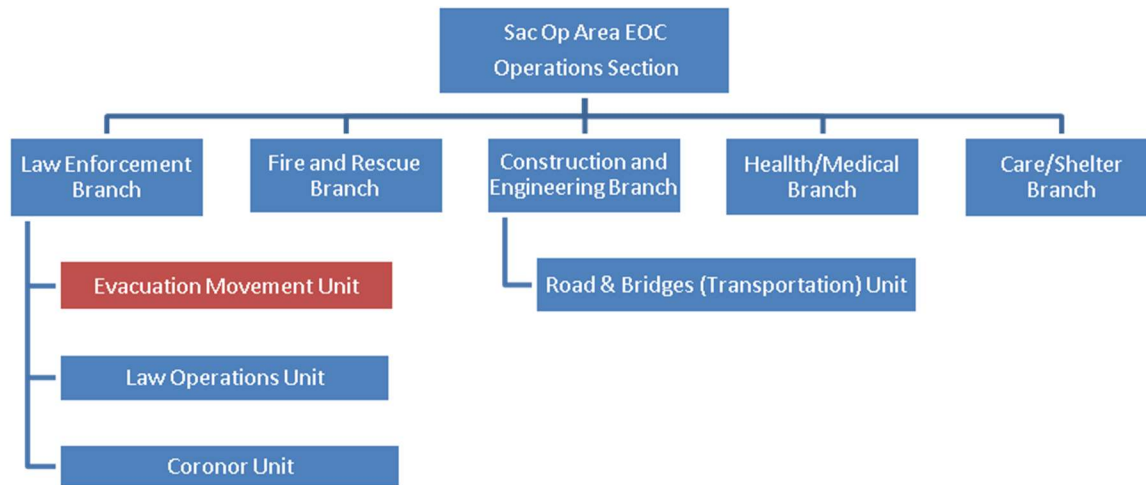 Sac Op Area EOC
Operations Section
Law Enforcement
Branch
Fire and Rescue
Branch
Construction and
Engineering Branch
Heallth/Medical
Branch
Care/Shelter
Branch
Evacuation Movement Unit
Road & Bridges (Transportation) Unit
Law Operations Unit
Coronor Unit